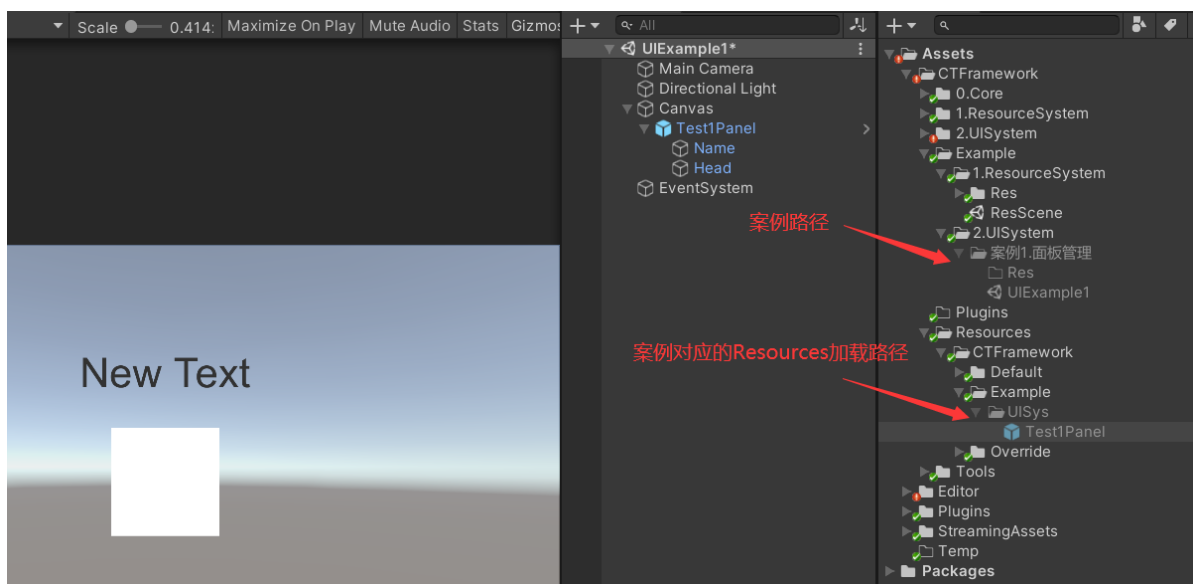 Scale 0.414: Maximize On Play Mute Audio Stats Gizmos
New Text
All
UIExample1*
Main Camera
Directional Light
Canvas
Test1Panel
Name
Head
EventSystem
案例路径
案例对应的Resources加载路径
Assets
CTFramework
0.Core
1.ResourceSystem
2.UISystem
Example
1.ResourceSystem
Res
ResScene
2.UISystem
案例1.面板管理
Res
UIExample1
Plugins
Resources
CTFramework
Default
Example
UISys
Test1Panel
Override
Tools
Editor
Plugins
StreamingAssets
Temp
Packages